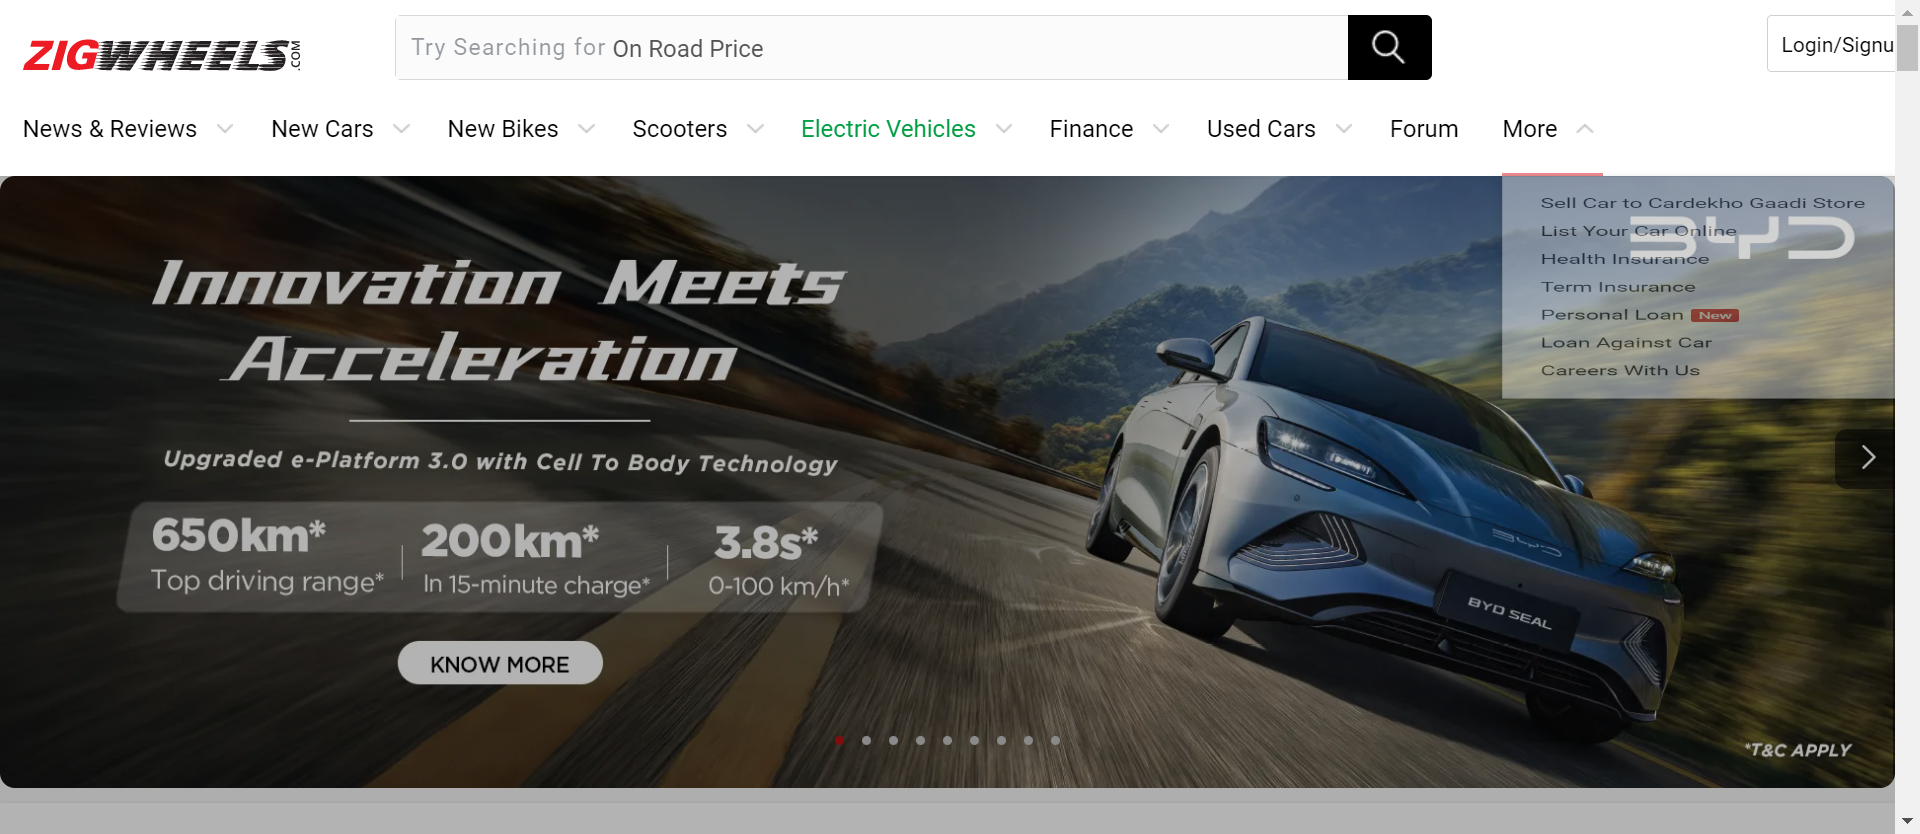 ZIGWHEELS.COM
Try Searching for On Road Price
Login/Signu
News & Reviews New Cars New Bikes Scooters Electric Vehicles Finance Used Cars Forum More
Sell Car to Cardekho Gaadi Store
List Your Car Online
Health Insurance
Term Insurance
Personal Loan New
Loan Against Car
Careers With Us
BYD
Innovation Meets
Acceleration
Upgraded e-Platform 3.0 with Cell To Body Technology
650km* 200km* 3.8s*
Top driving range* In 15-minute charge* 0-100 km/h*
KNOW MORE
BYD
BYD SEAL
*T&C APPLY